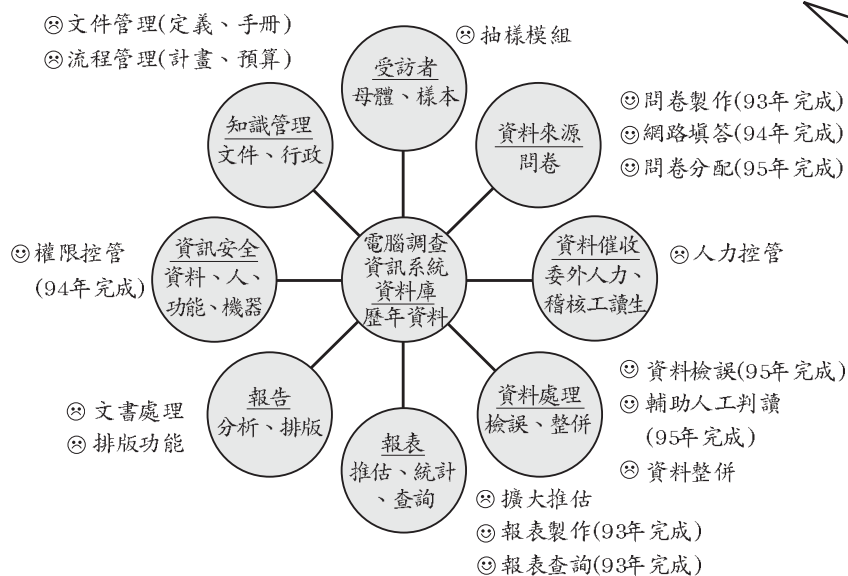 ☹文件管理(定義、手冊)
☹流程管理(計畫、預算)
受訪者
母體、樣本
☹抽樣模組
知識管理
文件、行政
資料來源
問卷
☺問卷製作(93年完成)
☺網路填答(94年完成)
☺問卷分配(95年完成)
☺權限控管
(94年完成)
資訊安全
資料、人、
功能、機器
電腦調查
資訊系統
資料庫
歷年資料
資料催收
委外人力、
稽核工讀生
☹人力控管
☹文書處理
☹排版功能
報告
分析、排版
報表
推估、統計
、查詢
資料處理
檢誤、整併
☺資料檢誤(95年完成)
☺輔助人工判讀
(95年完成)
☹資料整併
☹擴大推估
☺報表製作(93年完成)
☺報表查詢(93年完成)